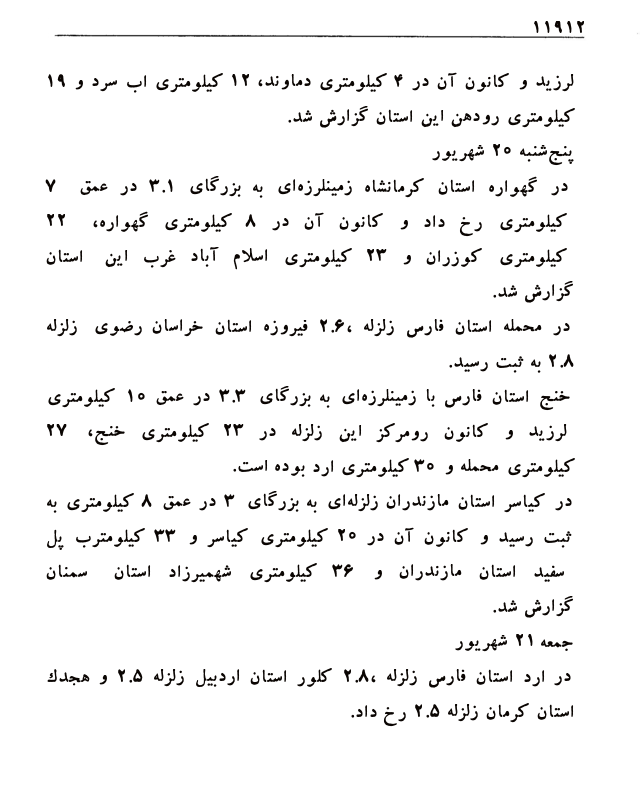 ۱۱۹۱۲
لرزید و کانون آن در ۴ کیلومتری دماوند، ۱۲ کیلومتری اب سرد و ۱۹
کیلومتری رودهن این استان گزارش شد.
پنج‌شنبه ۲۰ شهریور
در گهواره استان کرمانشاه زمینلرزه‌ای به بزرگای ۳.۱ در عمق ۷
کیلومتری رخ داد و کانون آن در ۸ کیلومتری گهواره، ۲۲
کیلومتری کوزران و ۲۳ کیلومتری اسلام آباد غرب این استان
گزارش شد.
در محمله استان فارس زلزله ۲.۶، فیروزه استان خراسان رضوی زلزله
۲.۸ به ثبت رسید.
خنج استان فارس با زمینلرزه‌ای به بزرگای ۳.۳ در عمق ۱۰ کیلومتری
لرزید و کانون رومرکز این زلزله در ۲۳ کیلومتری خنج، ۲۷
کیلومتری محمله و ۳۰ کیلومتری ارد بوده است.
در کیاسر استان مازندران زلزله‌ای به بزرگای ۳ در عمق ۸ کیلومتری به
ثبت رسید و کانون آن در ۲۰ کیلومتری کیاسر و ۳۳ کیلومترب پل
سفید استان مازندران و ۳۶ کیلومتری شهمیرزاد استان سمنان
گزارش شد.
جمعه ۲۱ شهریور
در ارد استان فارس زلزله ۲.۸، کلور استان اردبیل زلزله ۲.۵ و هجدك
استان کرمان زلزله ۲.۵ رخ داد.